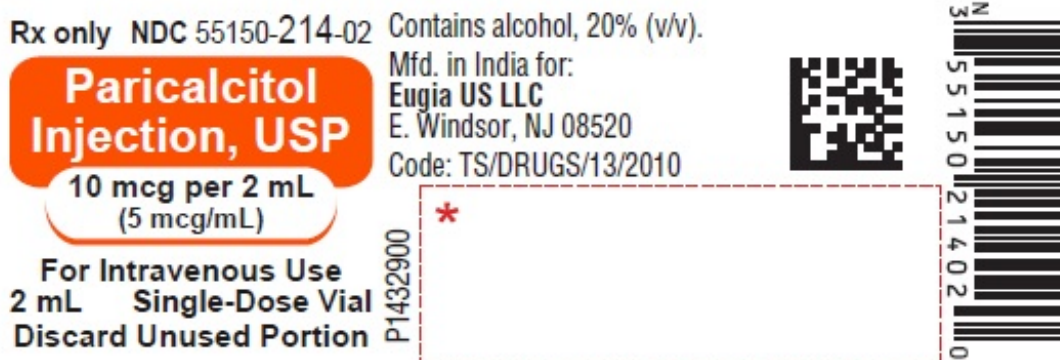 Rx only NDC 55150-214-02
Paricalcitol
Injection, USP
10 mcg per 2 mL
(5 mcg/mL)
For Intravenous Use
2 mL Single-Dose Vial
Discard Unused Portion
Contains alcohol, 20% (v/v).
Mfd. in India for:
Eugia US LLC
E. Windsor, NJ 08520
Code: TS/DRUGS/13/2010
P1432900
*
N
3 55150 21402 0